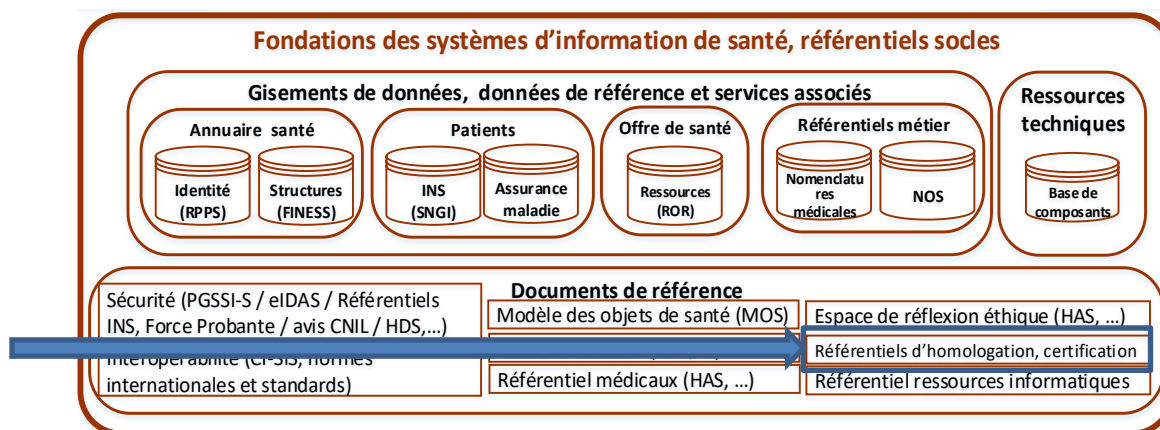 Fondations des systèmes d'information de santé, référentiels socles
Gisements de données, données de référence et services associés
Ressources
techniques
Annuaire santé
Patients
Offre de santé
Référentiels métier
Identité
(RPPS)
Structures
(FINESS)
INS
(SNGI)
Assurance
maladie
Ressources
(ROR)
Nomenclatu
res
médicales
NOS
Base de
composants
Documents de référence
Sécurité (PGSSI-S / eIDAS / Référentiels
INS, Force Probante / avis CNIL / HDS,…)
Interopérabilité (CI-SIS, normes
internationales et standards)
Modèle des objets de santé (MOS)
Référentiel médicaux (HAS, …)
Espace de réflexion éthique (HAS, …)
Référentiels d'homologation, certification
Référentiel ressources informatiques